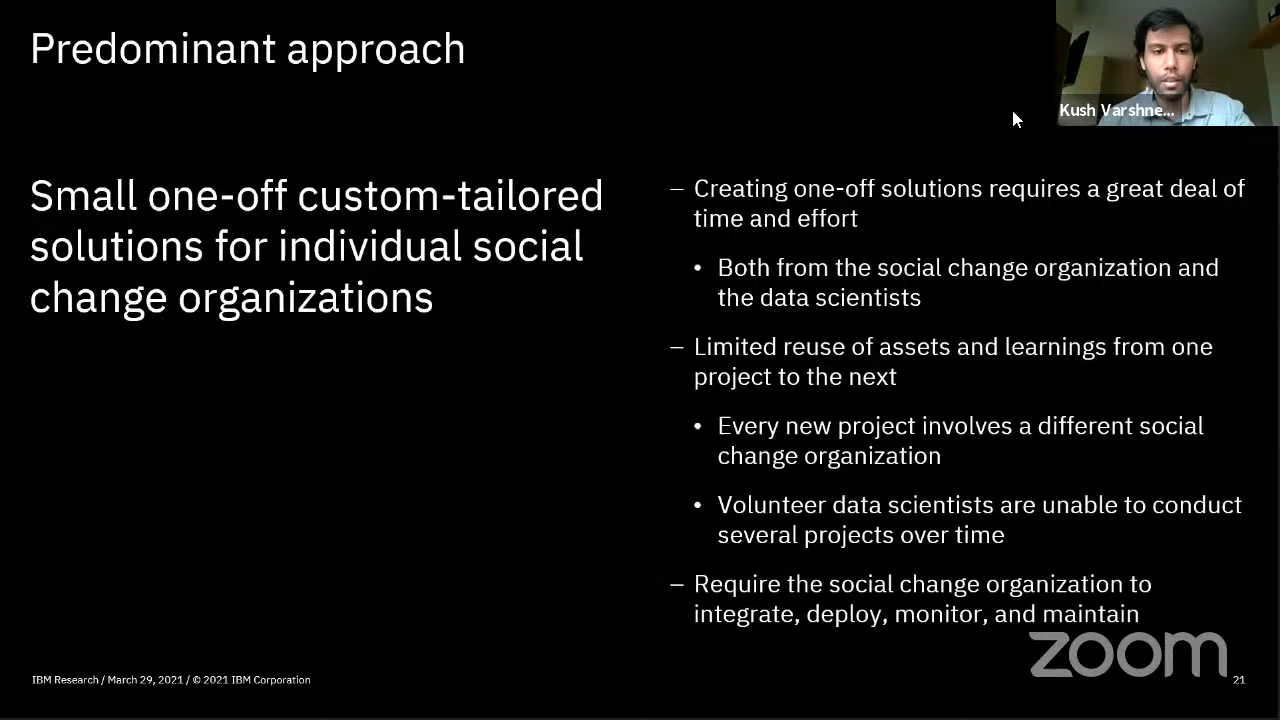 Predominant approach
Kush Varshne...
Small one-off custom-tailored
solutions for individual social
change organizations
– Creating one-off solutions requires a great deal of
time and effort
• Both from the social change organization and
the data scientists
– Limited reuse of assets and learnings from one
project to the next
• Every new project involves a different social
change organization
• Volunteer data scientists are unable to conduct
several projects over time
– Require the social change organization to
integrate, deploy, monitor, and maintain
zoom
IBM Research / March 29, 2021 / © 2021 IBM Corporation
21